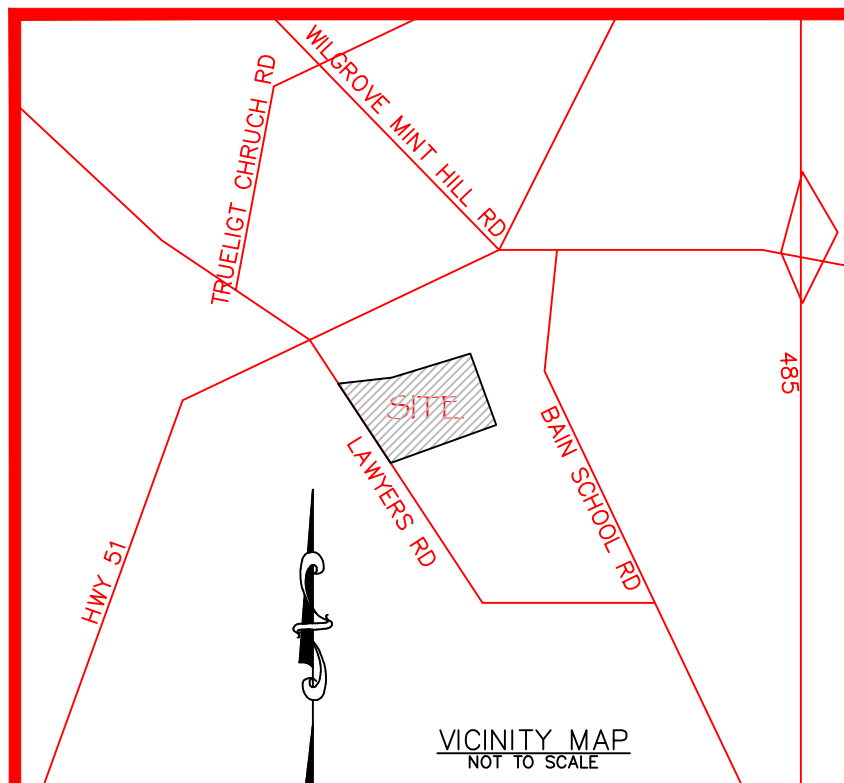 WILGROVE MINT HILL RD
TRUELIGT CHRUCH RD
485
SITE
BAIN SCHOOL RD
LAWYERS RD
HWY 51
VICINITY MAP
NOT TO SCALE